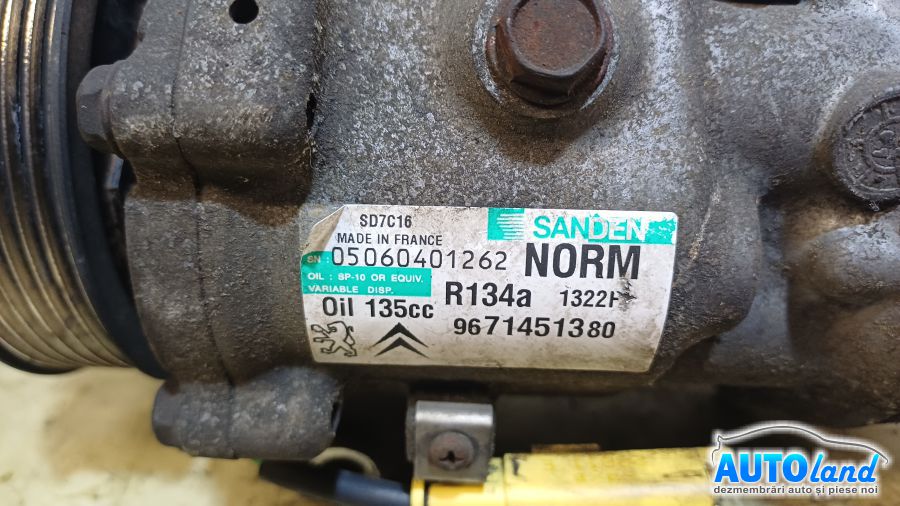 SD7C16
MADE IN FRANCE
SANDEN
SN: 05060401262 NORM
OIL : SP-10 OR EQUIV.
VARIABLE DISP.
Oil 135cc R134a 1322F
9671451380
AUTOland
dezmembrări auto și piese noi